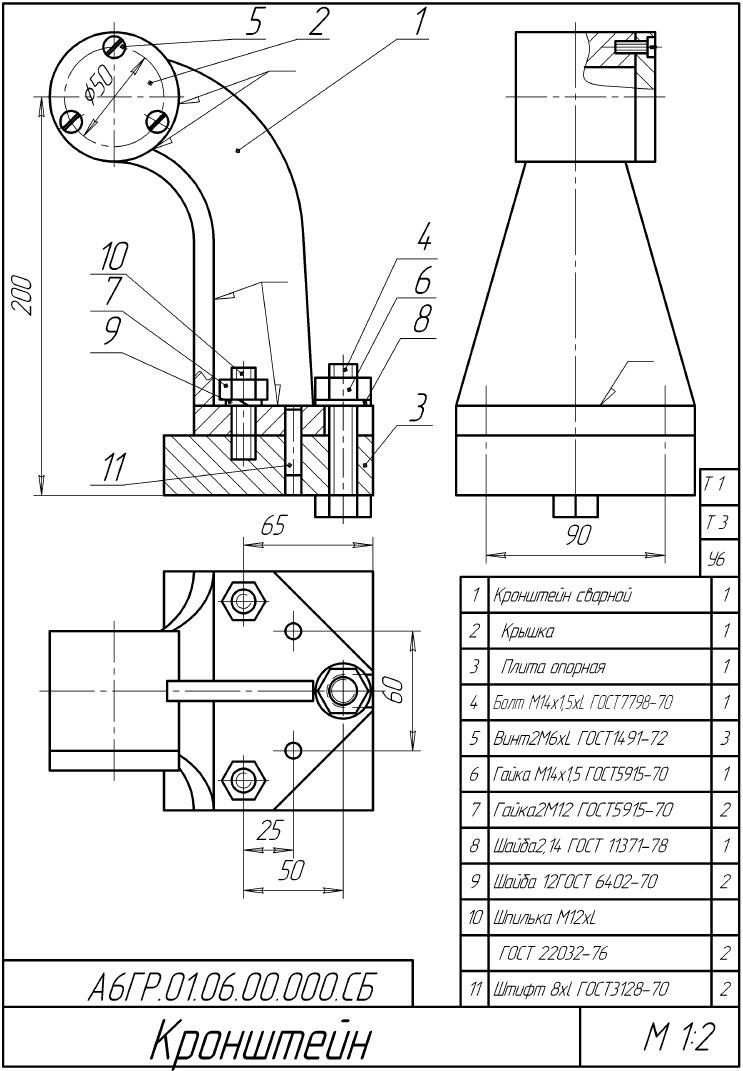 5 2 1
ϕ50
200
10
7
9
4
6
8
3
11
65
90
60
25
50
Т 1
Т 3
У6
1 Кронштейн сварной 1
2 Крышка 1
3 Плита опорная 1
4 Болт М14х1,5хL ГОСТ7798-70 1
5 Винт2М6хL ГОСТ1491-72 3
6 Гайка М14х1,5 ГОСТ5915-70 1
7 Гайка2М12 ГОСТ5915-70 2
8 Шайба2,14 ГОСТ 11371-78 1
9 Шайба 12ГОСТ 6402-70 2
10 Шпилька М12хL
ГОСТ 22032-76 2
11 Штифт 8хl ГОСТ3128-70 2
А6ГР.01.06.00.000.СБ
Кронштейн
М 1:2